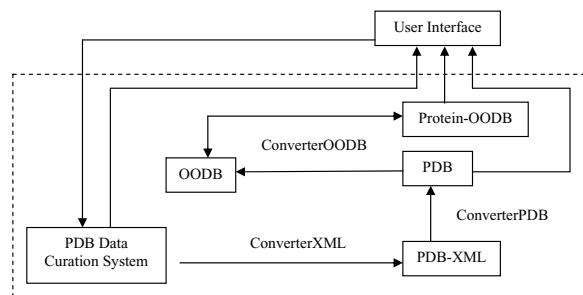 User Interface
Protein-OODB
ConverterOODB
OODB
PDB
ConverterPDB
PDB Data
Curation System
ConverterXML
PDB-XML